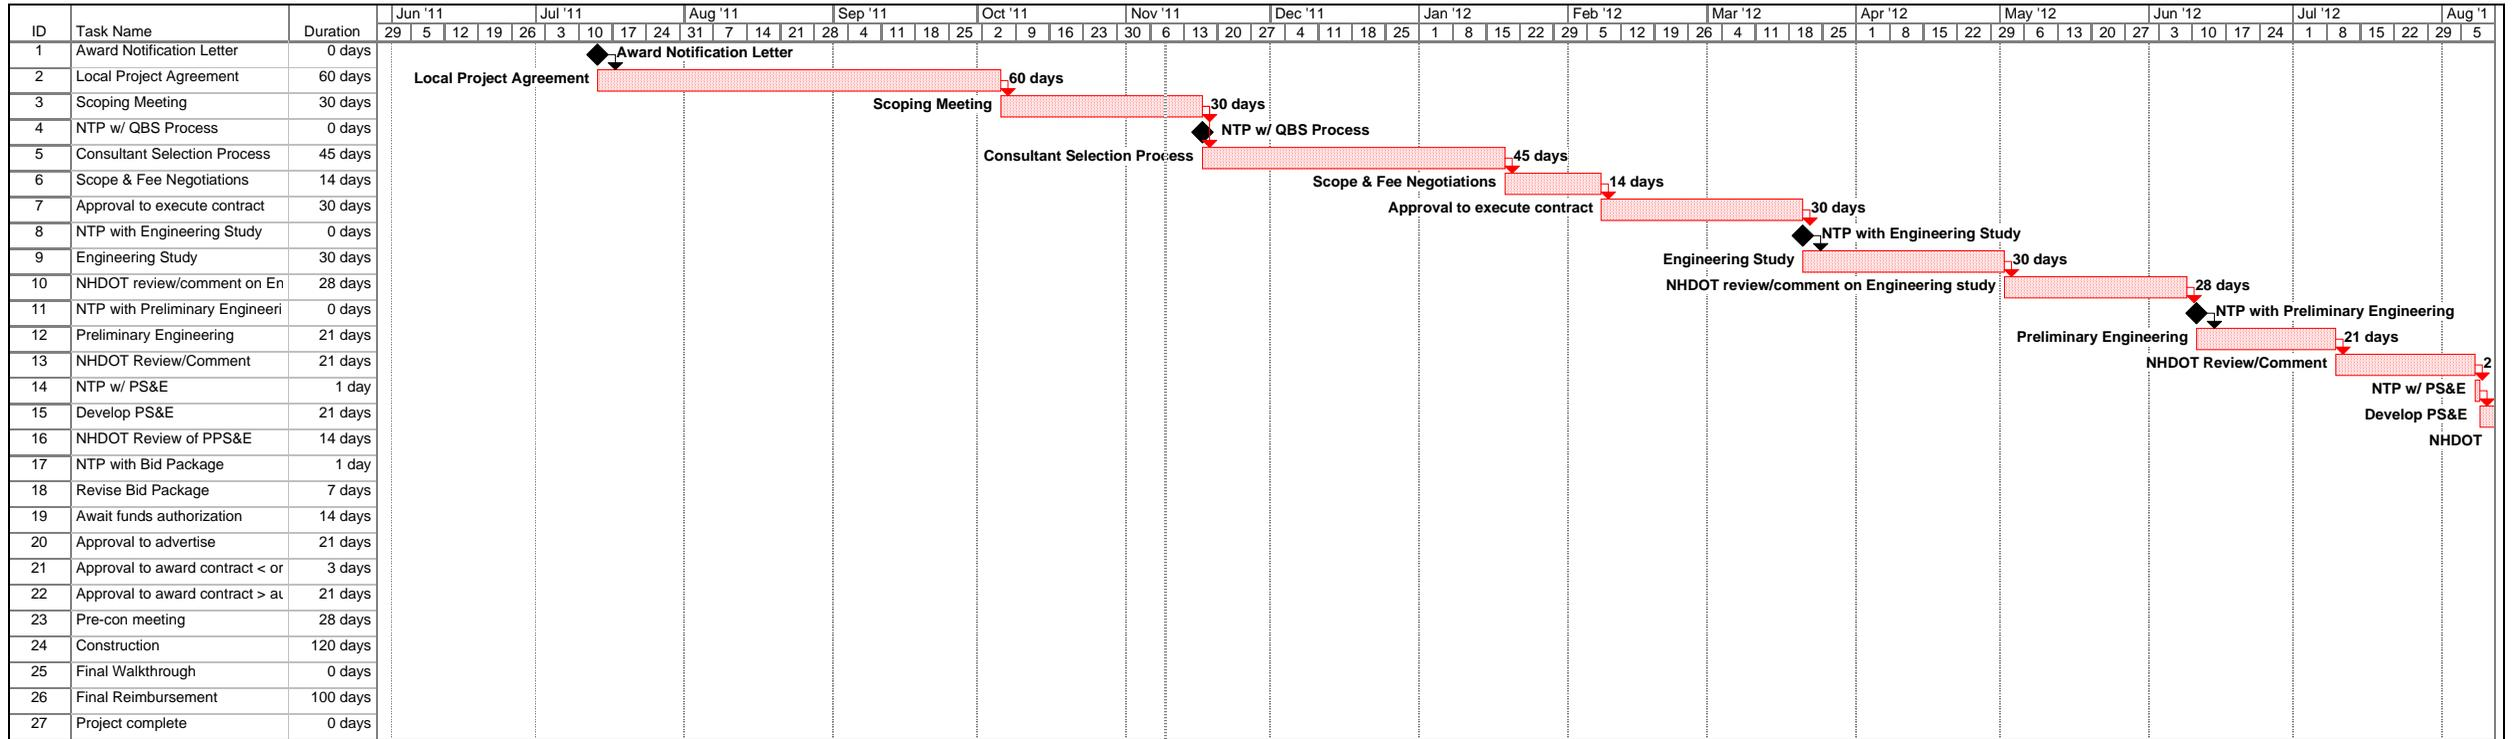 Jun '11 Jul '11 Aug '11 Sep '11 Oct '11 Nov '11 Dec '11 Jan '12 Feb '12 Mar '12 Apr '12 May '12 Jun '12 Jul '12 Aug '1
ID Task Name Duration 29 5 12 19 26 3 10 17 24 31 7 14 21 28 4 11 18 25 2 9 16 23 30 6 13 20 27 4 11 18 25 1 8 15 22 29 5 12 19 26 4 11 18 25 1 8 15 22 29 6 13 20 27 3 10 17 24 1 8 15 22 29 5
1 Award Notification Letter 0 days Award Notification Letter
2 Local Project Agreement 60 days Local Project Agreement 60 days
3 Scoping Meeting 30 days Scoping Meeting 30 days
4 NTP w/ QBS Process 0 days NTP w/ QBS Process
5 Consultant Selection Process 45 days Consultant Selection Process 45 days
6 Scope & Fee Negotiations 14 days Scope & Fee Negotiations 14 days
7 Approval to execute contract 30 days Approval to execute contract 30 days
8 NTP with Engineering Study 0 days NTP with Engineering Study
9 Engineering Study 30 days Engineering Study 30 days
10 NHDOT review/comment on En 28 days NHDOT review/comment on Engineering study 28 days
11 NTP with Preliminary Engineeri 0 days NTP with Preliminary Engineering
12 Preliminary Engineering 21 days Preliminary Engineering 21 days
13 NHDOT Review/Comment 21 days NHDOT Review/Comment 2
14 NTP w/ PS&E 1 day NTP w/ PS&E
15 Develop PS&E 21 days Develop PS&E
16 NHDOT Review of PPS&E 14 days NHDOT
17 NTP with Bid Package 1 day
18 Revise Bid Package 7 days
19 Await funds authorization 14 days
20 Approval to advertise 21 days
21 Approval to award contract < or 3 days
22 Approval to award contract > au 21 days
23 Pre-con meeting 28 days
24 Construction 120 days
25 Final Walkthrough 0 days
26 Final Reimbursement 100 days
27 Project complete 0 days